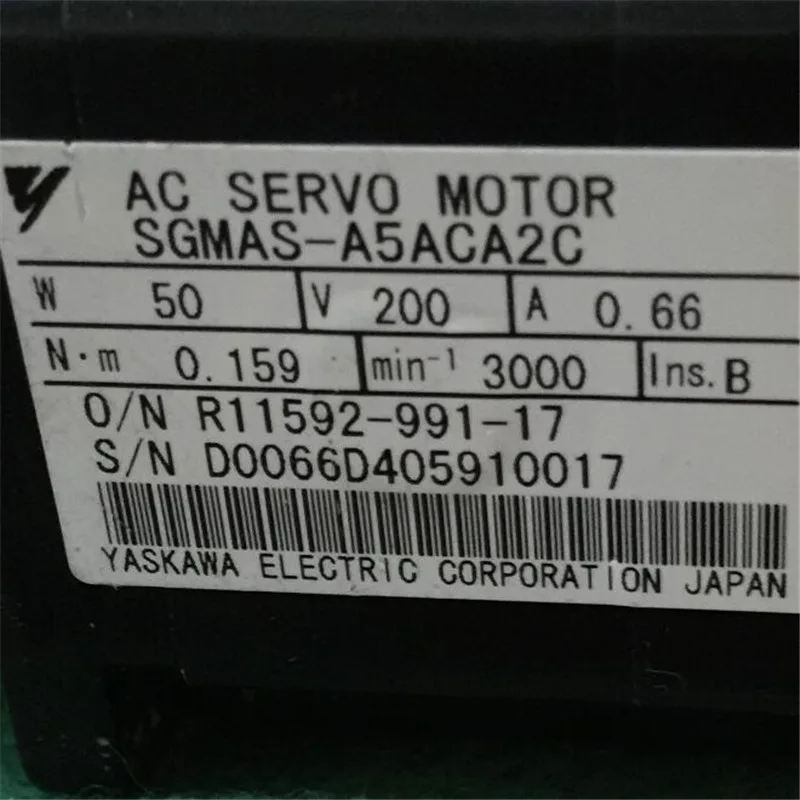 AC SERVO MOTOR
SGMAS-A5ACA2C
W 50 V 200 A 0.66
N·m 0.159 min⁻¹ 3000 Ins. B
O/N R11592-991-17
S/N D0066D405910017
YASKAWA ELECTRIC CORPORATION JAPAN